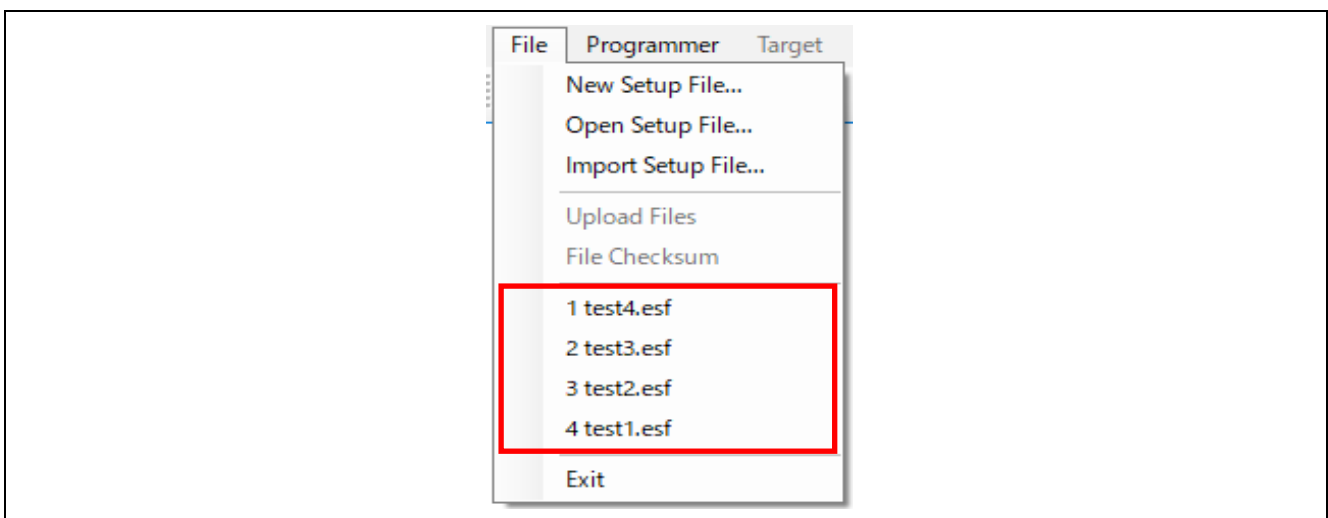 File Programmer Target
New Setup File...
Open Setup File...
Import Setup File...
Upload Files
File Checksum
1 test4.esf
2 test3.esf
3 test2.esf
4 test1.esf
Exit